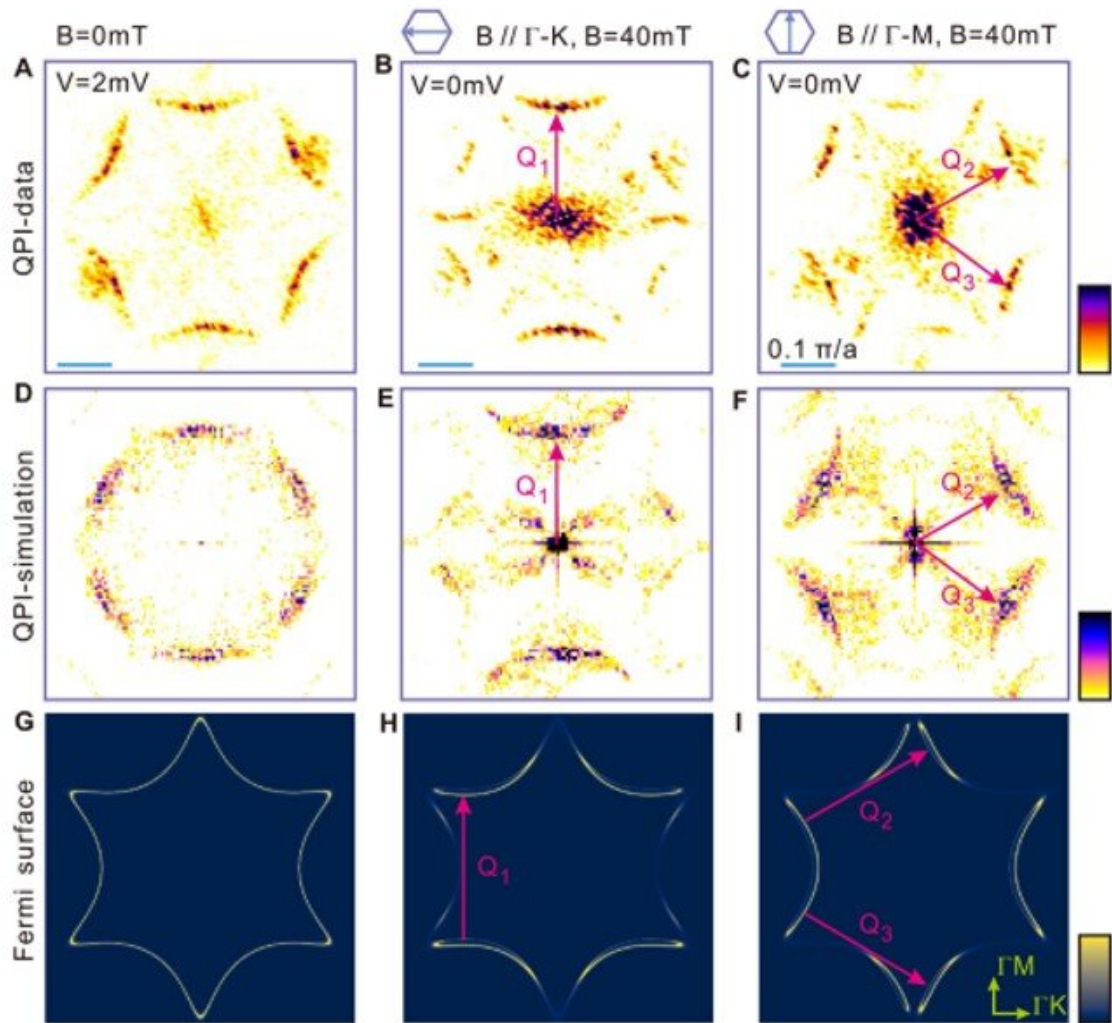 B=0mT
B // Γ-K, B=40mT
B // Γ-M, B=40mT
A
V=2mV
B
V=0mV
Q1
C
V=0mV
Q2
Q3
0.1 π/a
QPI-data
D
E
Q1
F
Q2
Q3
QPI-simulation
G
H
Q1
I
Q2
Q3
ΓM
ΓK
Fermi surface